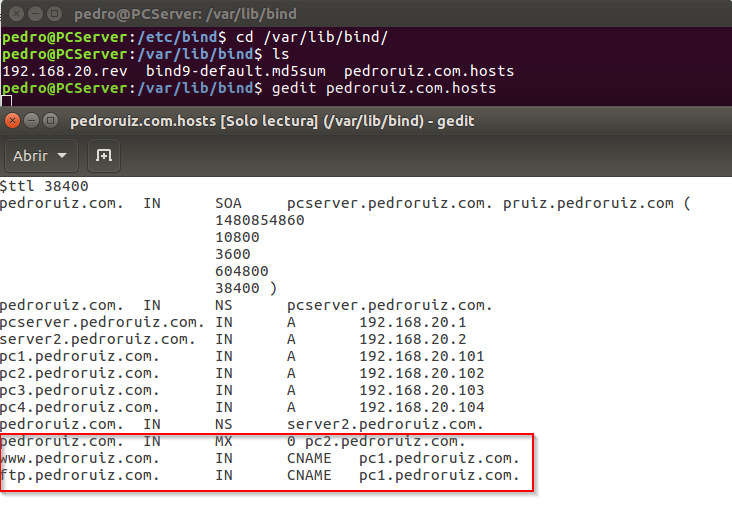 pedro@PCServer: /var/lib/bind
pedro@PCServer:/etc/bind$ cd /var/lib/bind/
pedro@PCServer:/var/lib/bind$ ls
192.168.20.rev  bind9-default.md5sum  pedroruiz.com.hosts
pedro@PCServer:/var/lib/bind$ gedit pedroruiz.com.hosts
pedroruiz.com.hosts [Solo lectura] (/var/lib/bind) - gedit
Abrir
$ttl 38400
pedroruiz.com.  IN      SOA     pcserver.pedroruiz.com. pruiz.pedroruiz.com (
                        1480854860
                        10800
                        3600
                        604800
                        38400 )
pedroruiz.com.  IN      NS      pcserver.pedroruiz.com.
pcserver.pedroruiz.com. IN      A       192.168.20.1
server2.pedroruiz.com.  IN      A       192.168.20.2
pc1.pedroruiz.com.      IN      A       192.168.20.101
pc2.pedroruiz.com.      IN      A       192.168.20.102
pc3.pedroruiz.com.      IN      A       192.168.20.103
pc4.pedroruiz.com.      IN      A       192.168.20.104
pedroruiz.com.  IN      NS      server2.pedroruiz.com.
pedroruiz.com.  IN      MX      0 pc2.pedroruiz.com.
www.pedroruiz.com.      IN      CNAME   pc1.pedroruiz.com.
ftp.pedroruiz.com.      IN      CNAME   pc1.pedroruiz.com.